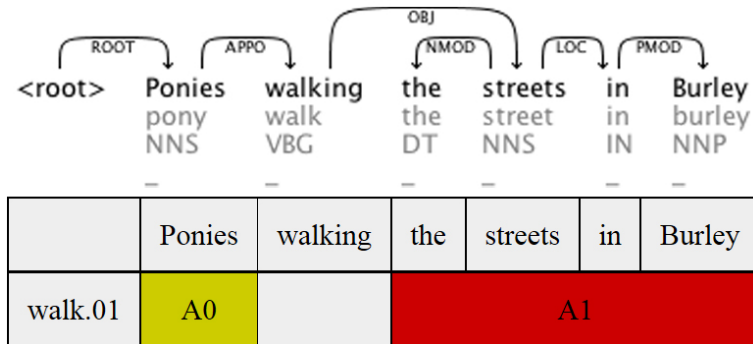 OBJ
ROOT APPO NMOD LOC PMOD
<root> Ponies walking the streets in Burley
pony walk the street in burley
NNS VBG DT NNS IN NNP
_ _ _ _ _ _
Ponies walking the streets in Burley
walk.01 A0 A1